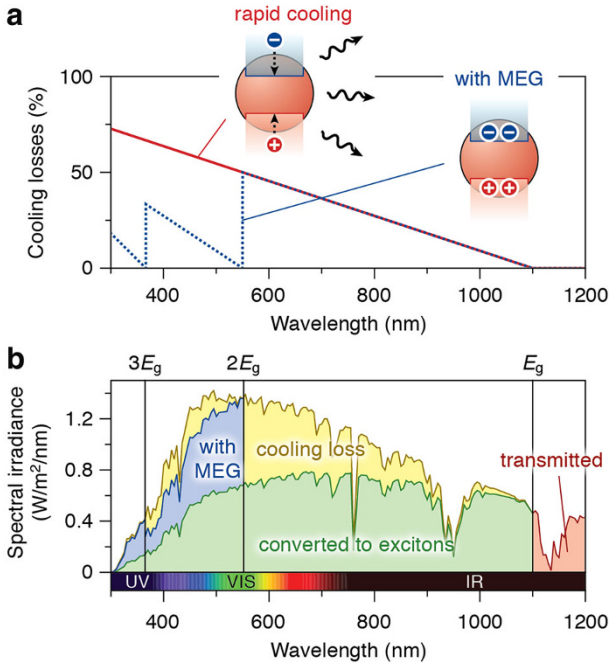 a
rapid cooling
with MEG
Cooling losses (%)
100
50
0
400
600
800
1000
1200
Wavelength (nm)
b
3Eg
2Eg
Eg
Spectral irradiance
(W/m²/nm)
1.2
0.8
0.4
0
with
MEG
cooling loss
transmitted
converted to excitons
UV
VIS
IR
400
600
800
1000
1200
Wavelength (nm)